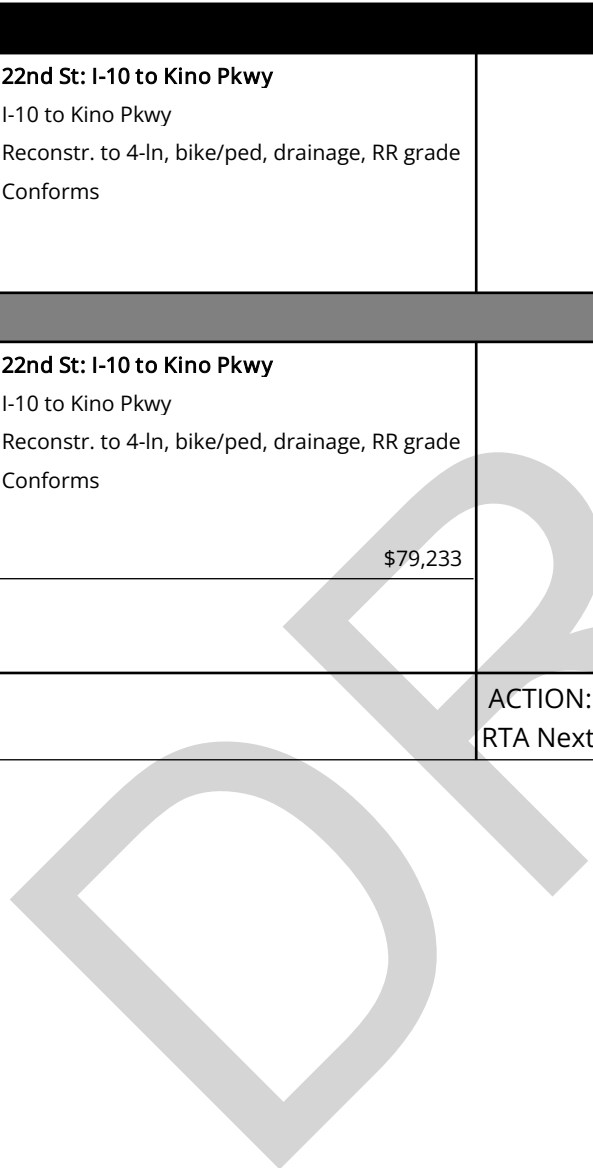 22nd St: I-10 to Kino Pkwy
I-10 to Kino Pkwy
Reconstr. to 4-ln, bike/ped, drainage, RR grade
Conforms
22nd St: I-10 to Kino Pkwy
I-10 to Kino Pkwy
Reconstr. to 4-ln, bike/ped, drainage, RR grade
Conforms
$79,233
ACTION:
RTA Next
DR